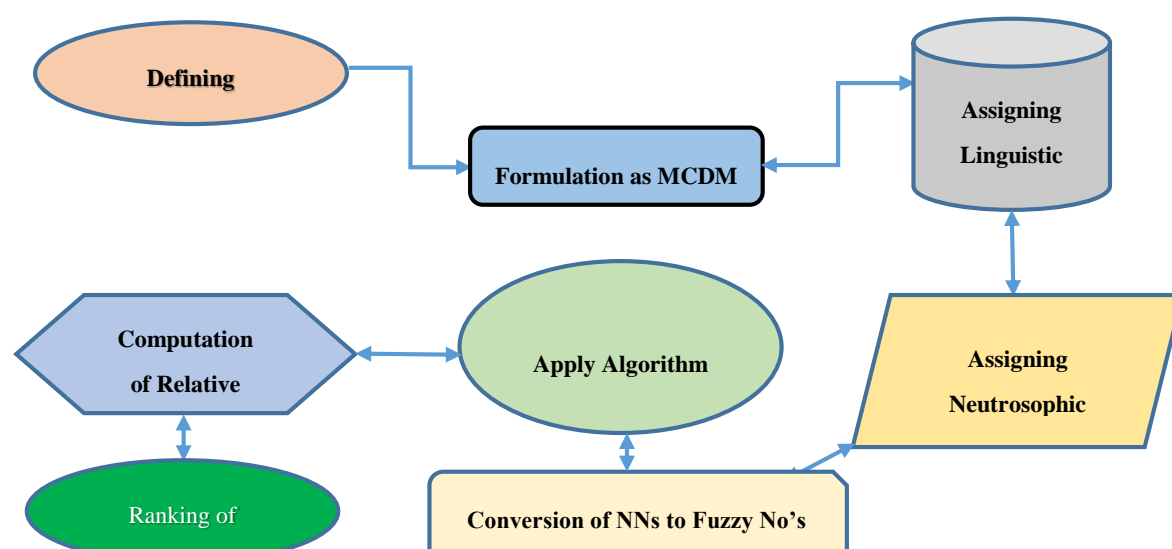 Defining
Formulation as MCDM
Assigning
Linguistic
Assigning
Neutrosophic
Conversion of NNs to Fuzzy No's
Apply Algorithm
Computation
of Relative
Ranking of